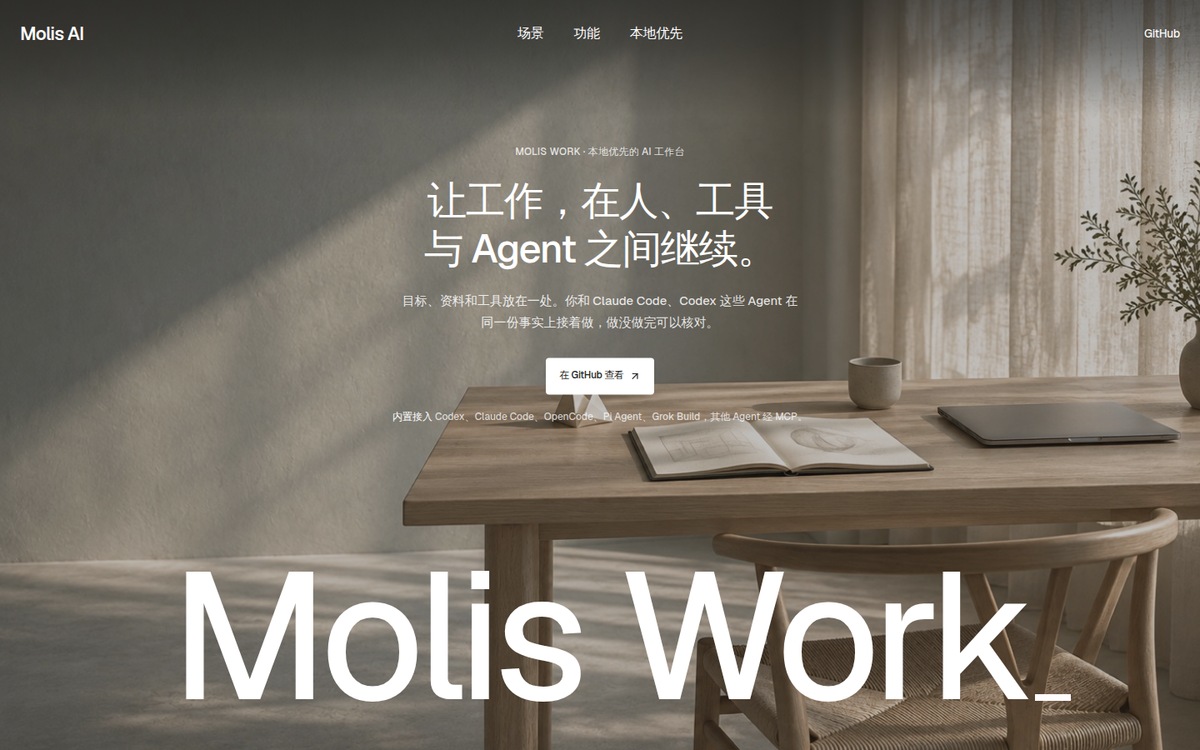 Molis AI
场景 功能 本地优先
GitHub
MOLIS WORK · 本地优先的 AI 工作台
让工作，在人、工具
与 Agent 之间继续。
目标、资料和工具放在一处。你和 Claude Code、Codex 这些 Agent 在
同一份事实上接着做，做没做完可以核对。
在 GitHub 查看
内置接入 Codex、Claude Code、OpenCode、Pi Agent、Grok Build，其他 Agent 经 MCP。
Molis Work_